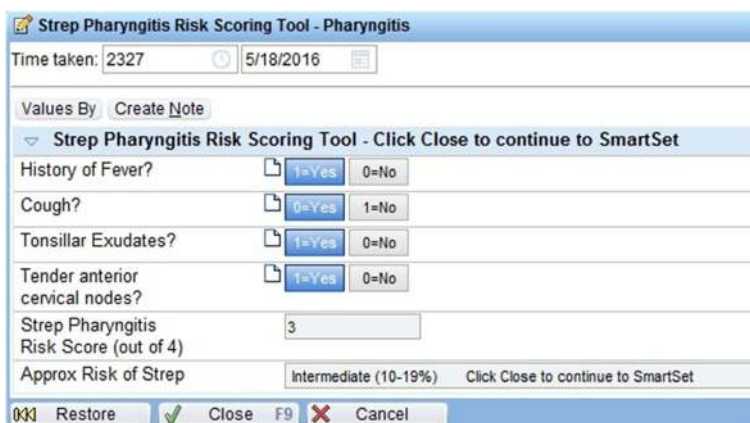 Strep Pharyngitis Risk Scoring Tool - Pharyngitis
Time taken: 2327 5/18/2016
Values By Create Note
Strep Pharyngitis Risk Scoring Tool - Click Close to continue to SmartSet
History of Fever? 1=Yes 0=No
Cough? 0=Yes 1=No
Tonsillar Exudates? 1=Yes 0=No
Tender anterior 1=Yes 0=No
cervical nodes?
Strep Pharyngitis 3
Risk Score (out of 4)
Approx Risk of Strep Intermediate (10-19%) Click Close to continue to SmartSet
Restore Close F9 Cancel